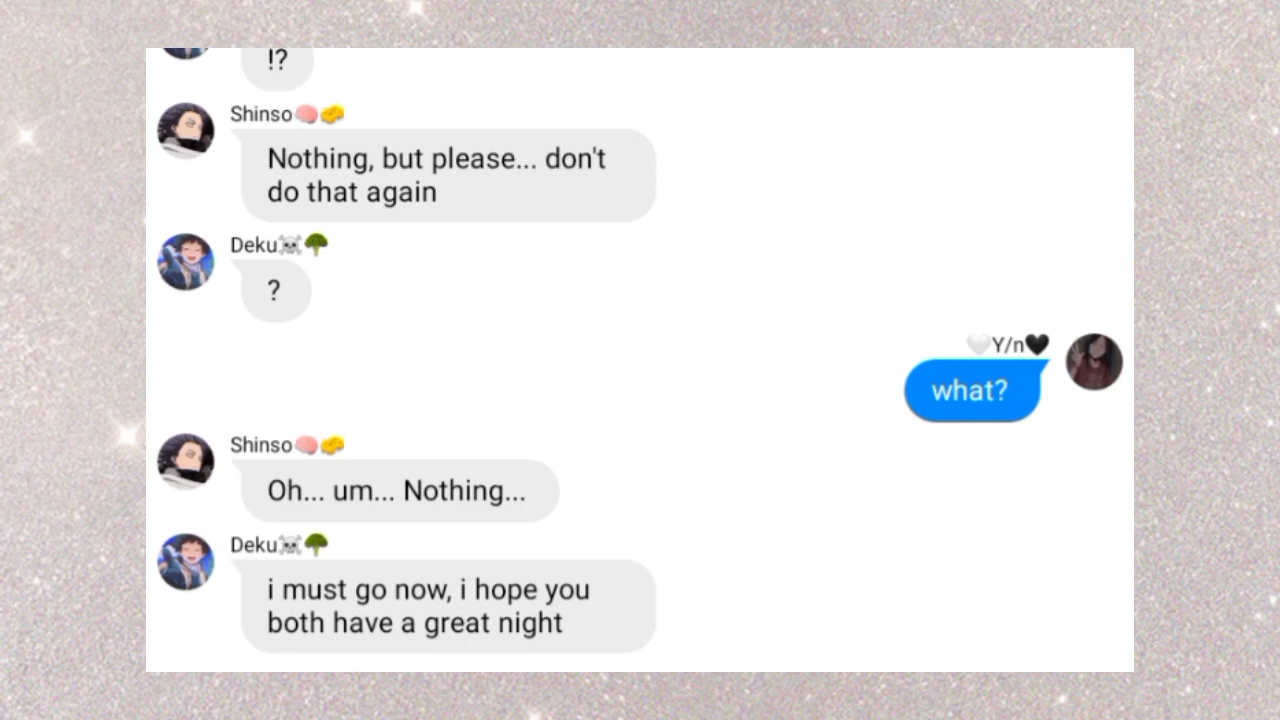 !?
Shinso🧠🧽
Nothing, but please... don't
do that again
Deku☠️🌳
?
🤍Y/n🖤
what?
Shinso🧠🧽
Oh... um... Nothing...
Deku☠️🌳
i must go now, i hope you
both have a great night